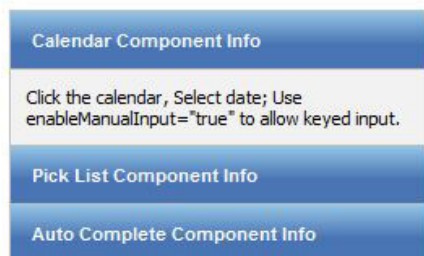 Calendar Component Info
Click the calendar, Select date; Use
enableManualInput="true" to allow keyed input.
Pick List Component Info
Auto Complete Component Info